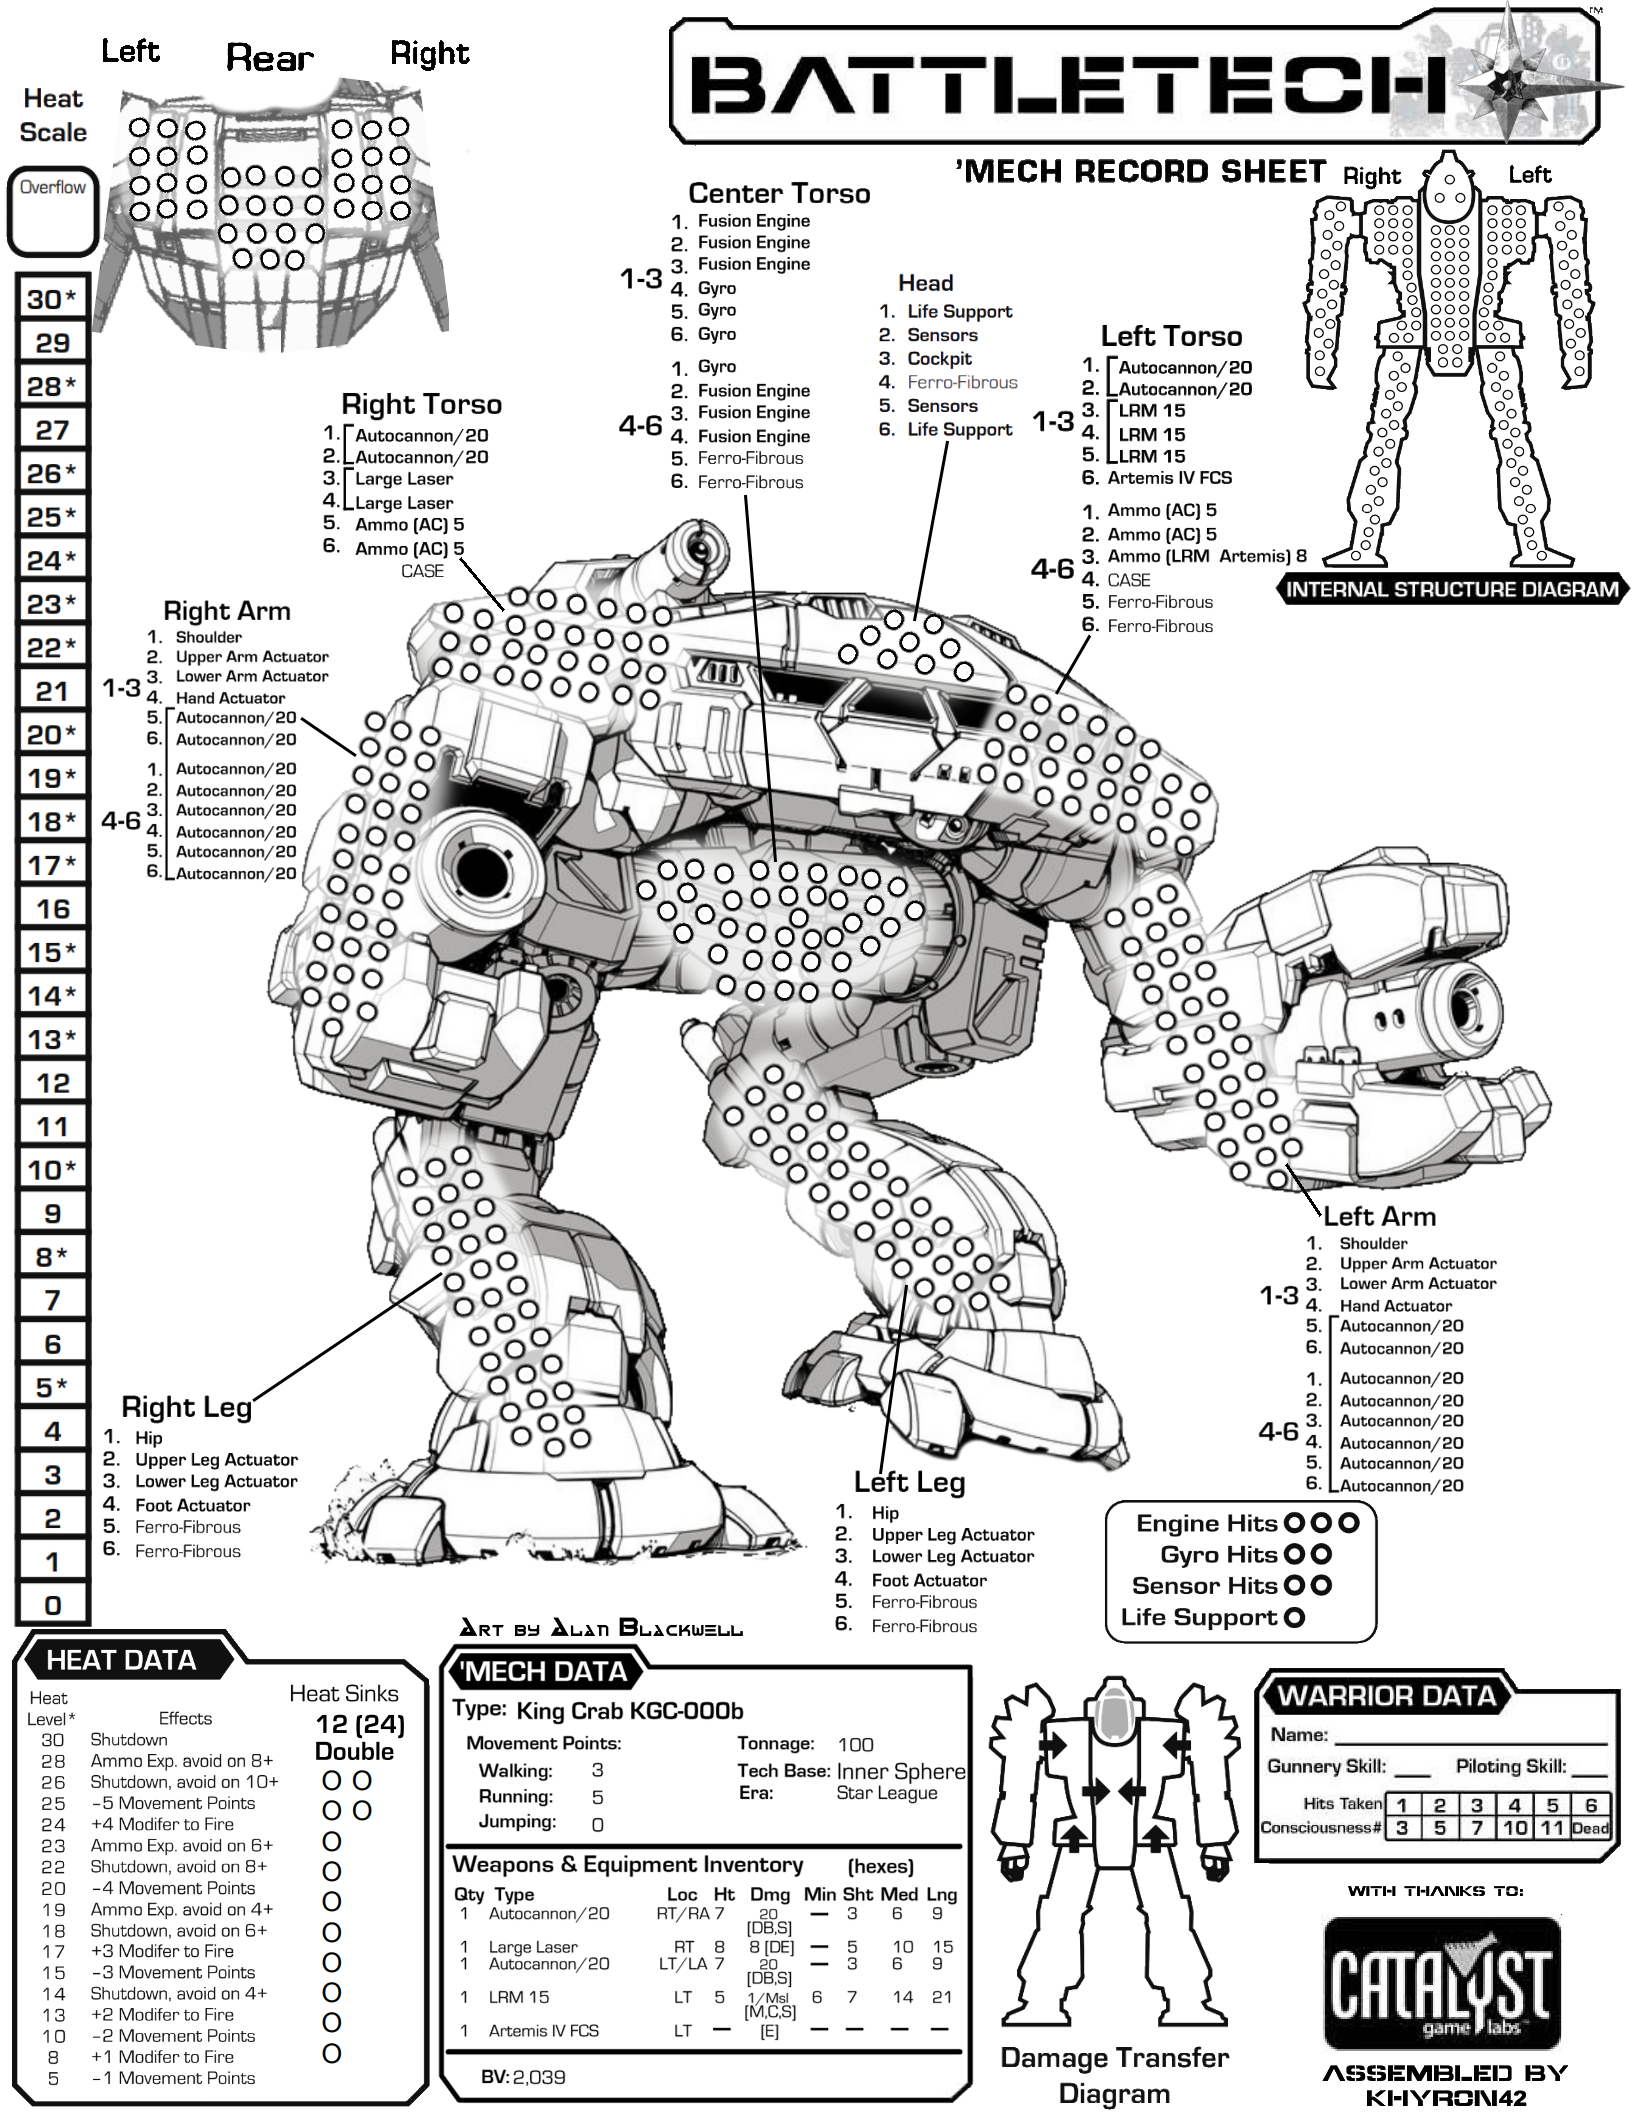 Left Rear Right
BATTLETECH
TM
'MECH RECORD SHEET
Heat
Scale
Overflow
30*
29
28*
27
26*
25*
24*
23*
22*
21
20*
19*
18*
17*
16
15*
14*
13*
12
11
10*
9
8*
7
6
5*
4
3
2
1
0
Center Torso
1-3
1. Fusion Engine
2. Fusion Engine
3. Fusion Engine
4. Gyro
5. Gyro
6. Gyro
4-6
1. Gyro
2. Fusion Engine
3. Fusion Engine
4. Fusion Engine
5. Ferro-Fibrous
6. Ferro-Fibrous
Head
1. Life Support
2. Sensors
3. Cockpit
4. Ferro-Fibrous
5. Sensors
6. Life Support
Left Torso
1-3
1. Autocannon/20
2. Autocannon/20
3. LRM 15
4. LRM 15
5. LRM 15
6. Artemis IV FCS
4-6
1. Ammo (AC) 5
2. Ammo (AC) 5
3. Ammo (LRM Artemis) 8
4. CASE
5. Ferro-Fibrous
6. Ferro-Fibrous
Right Left
INTERNAL STRUCTURE DIAGRAM
Right Torso
1. Autocannon/20
2. Autocannon/20
3. Large Laser
4. Large Laser
5. Ammo (AC) 5
6. Ammo (AC) 5
CASE
Right Arm
1-3
1. Shoulder
2. Upper Arm Actuator
3. Lower Arm Actuator
4. Hand Actuator
5. Autocannon/20
6. Autocannon/20
4-6
1. Autocannon/20
2. Autocannon/20
3. Autocannon/20
4. Autocannon/20
5. Autocannon/20
6. Autocannon/20
Left Arm
1-3
1. Shoulder
2. Upper Arm Actuator
3. Lower Arm Actuator
4. Hand Actuator
5. Autocannon/20
6. Autocannon/20
4-6
1. Autocannon/20
2. Autocannon/20
3. Autocannon/20
4. Autocannon/20
5. Autocannon/20
6. Autocannon/20
Right Leg
1. Hip
2. Upper Leg Actuator
3. Lower Leg Actuator
4. Foot Actuator
5. Ferro-Fibrous
6. Ferro-Fibrous
Left Leg
1. Hip
2. Upper Leg Actuator
3. Lower Leg Actuator
4. Foot Actuator
5. Ferro-Fibrous
6. Ferro-Fibrous
Engine Hits
Gyro Hits
Sensor Hits
Life Support
Art by Alan Blackwell
HEAT DATA
Heat
Level* Effects
30 Shutdown
28 Ammo Exp. avoid on 8+
26 Shutdown, avoid on 10+
25 -5 Movement Points
24 +4 Modifer to Fire
23 Ammo Exp. avoid on 6+
22 Shutdown, avoid on 8+
20 -4 Movement Points
19 Ammo Exp. avoid on 4+
18 Shutdown, avoid on 6+
17 +3 Modifer to Fire
15 -3 Movement Points
14 Shutdown, avoid on 4+
13 +2 Modifer to Fire
10 -2 Movement Points
8 +1 Modifer to Fire
5 -1 Movement Points
Heat Sinks
12 (24)
Double
'MECH DATA
Type: King Crab KGC-000b
Movement Points:
Walking: 3
Running: 5
Jumping: 0
Tonnage: 100
Tech Base: Inner Sphere
Era: Star League
Weapons & Equipment Inventory (hexes)
Qty Type Loc Ht Dmg Min Sht Med Lng
1 Autocannon/20 RT/RA 7 20 — 3 6 9
[DB,S]
1 Large Laser RT 8 8 [DE] — 5 10 15
1 Autocannon/20 LT/LA 7 20 — 3 6 9
[DB,S]
1 LRM 15 LT 5 1/Msl 6 7 14 21
[M,C,S]
1 Artemis IV FCS LT — [E] — — — —
BV: 2,039
Damage Transfer
Diagram
WARRIOR DATA
Name:
Gunnery Skill: Piloting Skill:
Hits Taken 1 2 3 4 5 6
Consciousness# 3 5 7 10 11 Dead
WITH THANKS TO:
CATALYST
game labs
ASSEMBLED BY
KHYRON42